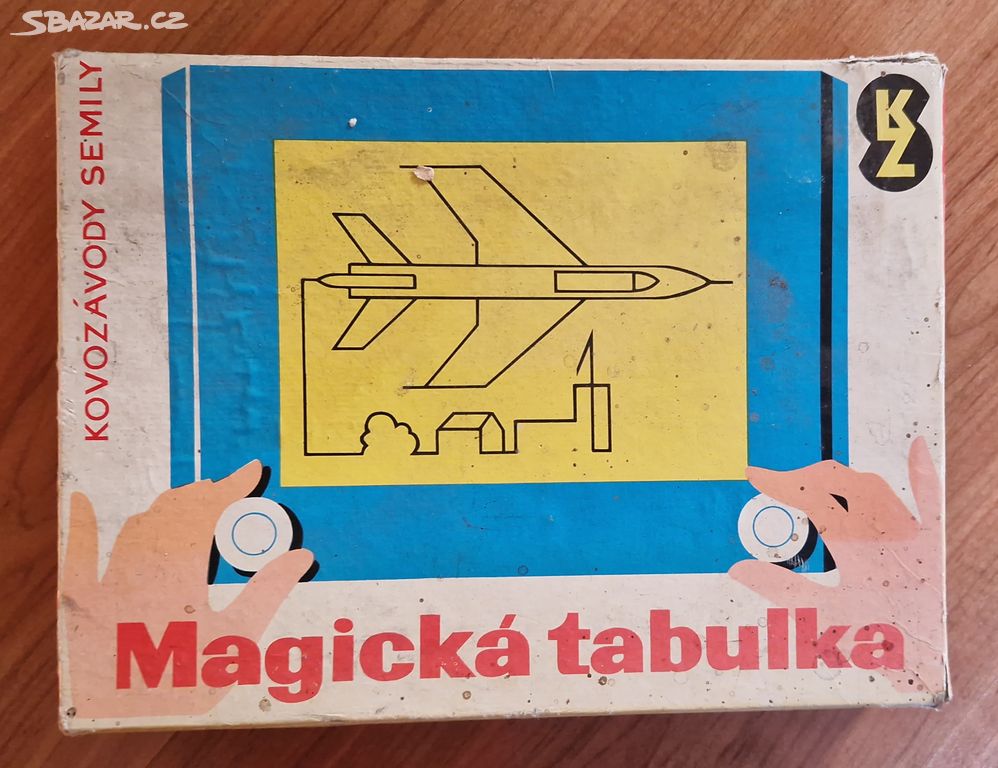 SBAZAR.CZ
KOVOZÁVODY SEMILY
KZ
Magická tabulka